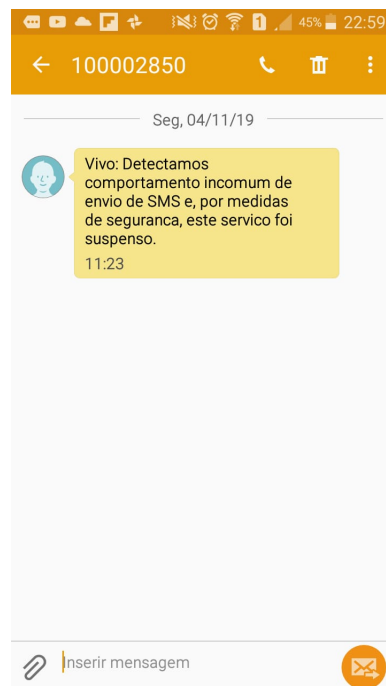 1 45% 22:59
100002850
Seg, 04/11/19
Vivo: Detectamos
comportamento incomum de
envio de SMS e, por medidas
de seguranca, este servico foi
suspenso.
11:23
Inserir mensagem